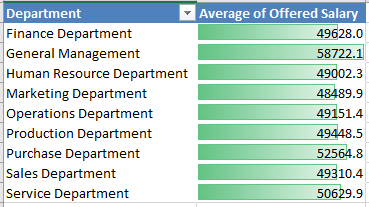 Department Average of Offered Salary
Finance Department 49628.0
General Management 58722.1
Human Resource Department 49002.3
Marketing Department 48489.9
Operations Department 49151.4
Production Department 49448.5
Purchase Department 52564.8
Sales Department 49310.4
Service Department 50629.9